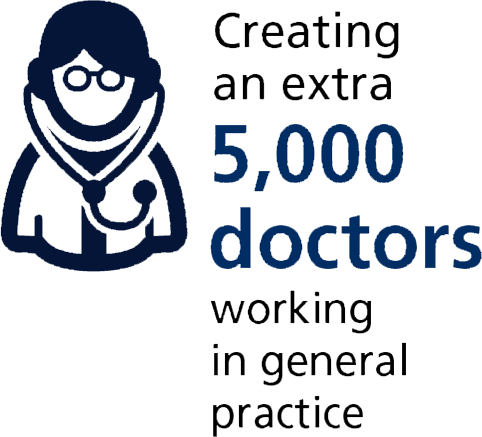 Creating
an extra
5,000
doctors
working
in general
practice